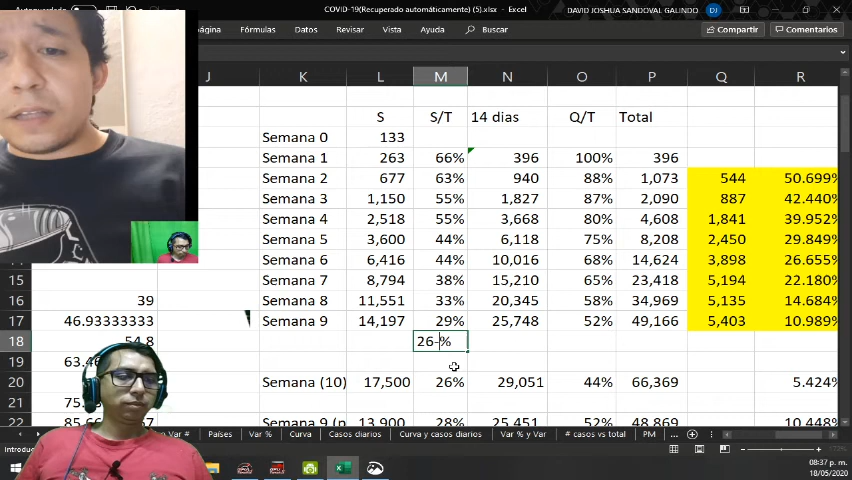 COVID-19(Recuperado automáticamente) (5).xlsx - Excel
DAVID JOSHUA SANDOVAL GALINDO
DJ
Fórmulas Datos Revisar Vista Ayuda Buscar
Compartir Comentarios
J K L M N O P Q R
S S/T 14 dias Q/T Total
Semana 0 133
Semana 1 263 66% 396 100% 396
Semana 2 677 63% 940 88% 1,073 544 50.699%
Semana 3 1,150 55% 1,827 87% 2,090 887 42.440%
Semana 4 2,518 55% 3,668 80% 4,608 1,841 39.952%
Semana 5 3,600 44% 6,118 75% 8,208 2,450 29.849%
Semana 6 6,416 44% 10,016 68% 14,624 3,898 26.655%
15 Semana 7 8,794 38% 15,210 65% 23,418 5,194 22.180%
16 39 Semana 8 11,551 33% 20,345 58% 34,969 5,135 14.684%
17 46.93333333 Semana 9 14,197 29% 25,748 52% 49,166 5,403 10.989%
18 54.8 26-%
19
20 Semana (10) 17,500 26% 29,051 44% 66,369 5.424%
21
22 13,900 28% 25,451 52% 48,869 10.448%
Var # Países Var % Curva Casos diarios Curva y casos diarios Var % y Var # casos vs total PM ...
08:37 p. m.
18/05/2020